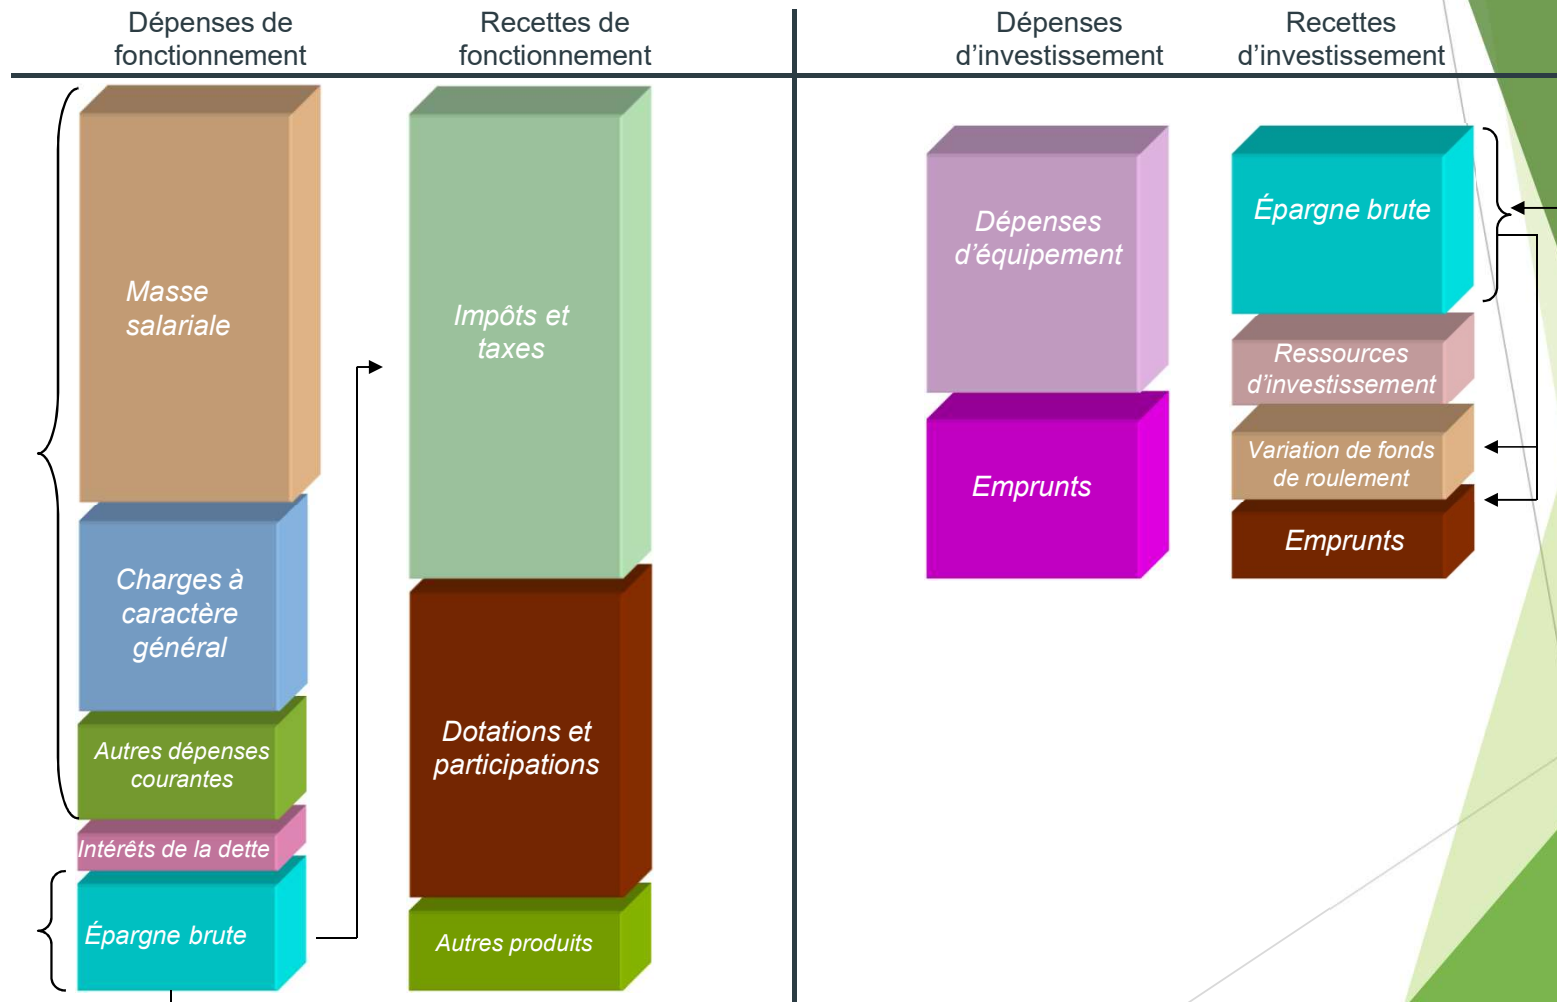 Dépenses de
fonctionnement
Recettes de
fonctionnement
Dépenses
d’investissement
Recettes
d’investissement
Masse
salariale
Charges à
caractère
général
Autres dépenses
courantes
Intérêts de la dette
Épargne brute
Impôts et
taxes
Dotations et
participations
Autres produits
Dépenses
d’équipement
Emprunts
Épargne brute
Ressources
d’investissement
Variation de fonds
de roulement
Emprunts